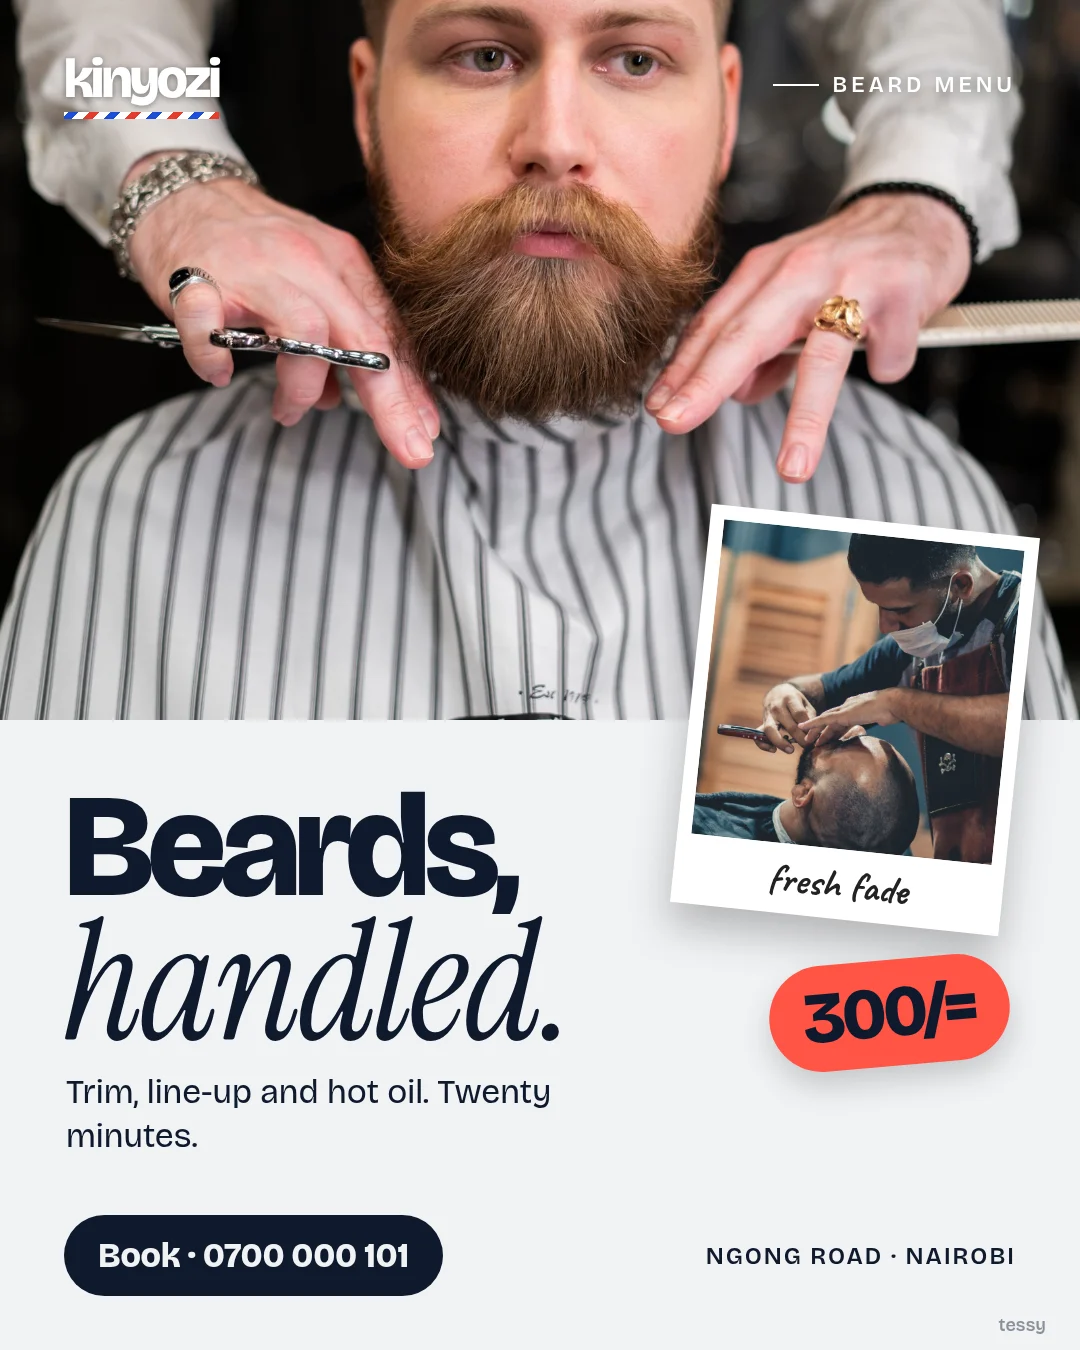 kinyozi
BEARD MENU
fresh fade
Beards,
handled.
300/=
Trim, line-up and hot oil. Twenty
minutes.
Book · 0700 000 101
NGONG ROAD · NAIROBI
tessy